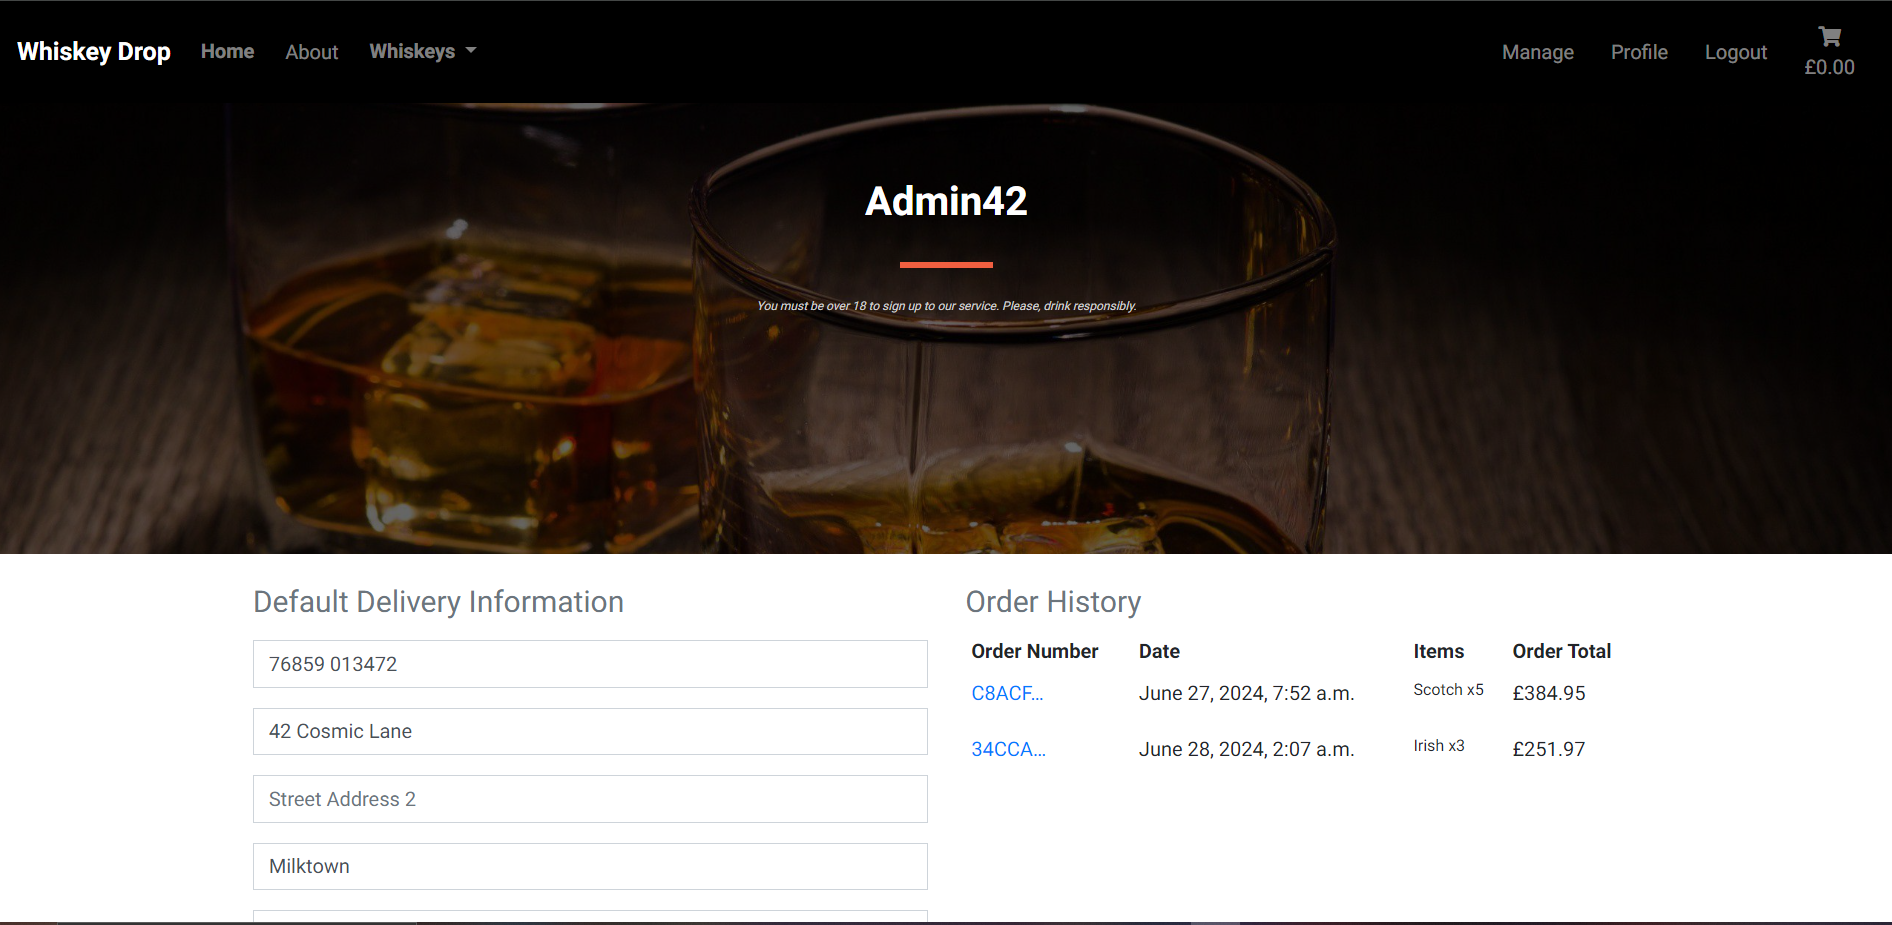 Whiskey Drop Home About Whiskeys Manage Profile Logout £0.00
Admin42
You must be over 18 to sign up to our service. Please, drink responsibly.
Default Delivery Information
76859 013472
42 Cosmic Lane
Street Address 2
Milktown
Order History
Order Number Date Items Order Total
C8ACF... June 27, 2024, 7:52 a.m. Scotch x5 £384.95
34CCA... June 28, 2024, 2:07 a.m. Irish x3 £251.97